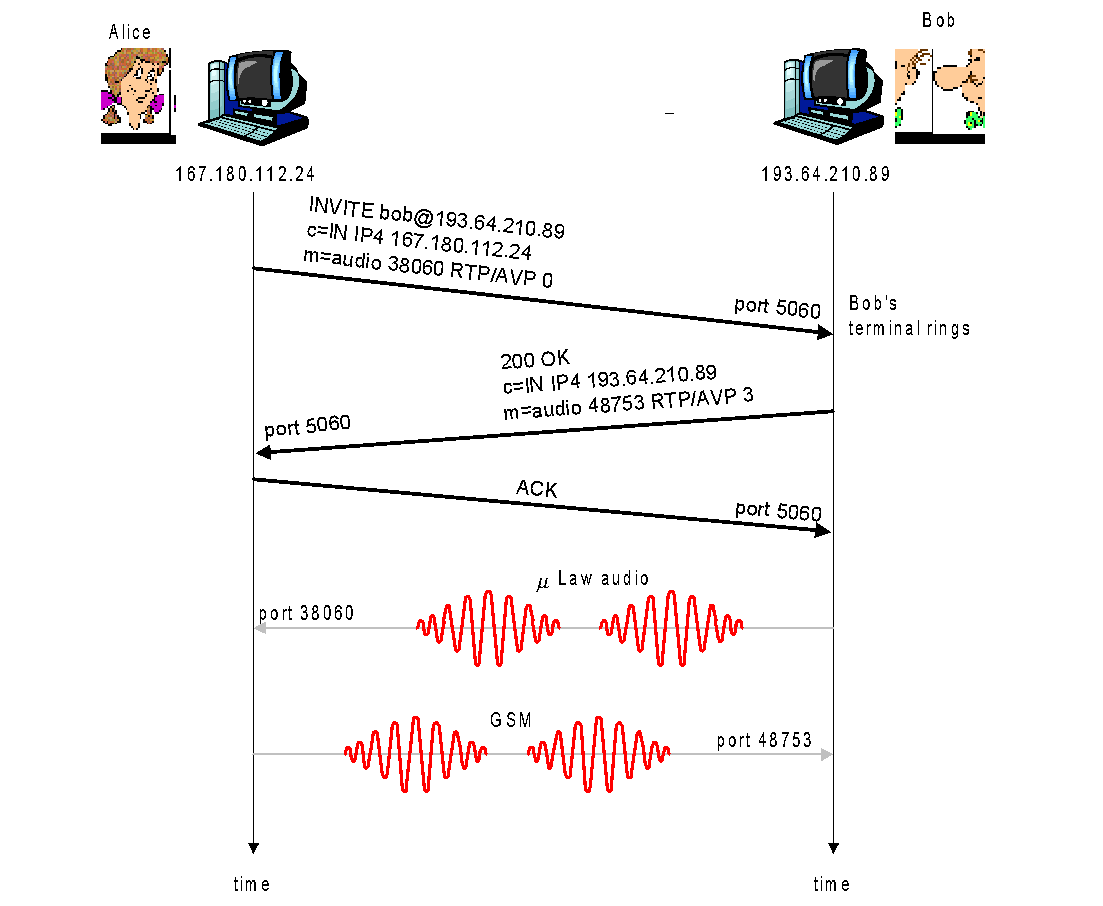 Alice
Bob
167.180.112.24
193.64.210.89
INVITE bob@193.64.210.89
c=IN IP4 167.180.112.24
m=audio 38060 RTP/AVP 0
port 5060
Bob's
terminal rings
200 OK
c=IN IP4 193.64.210.89
m=audio 48753 RTP/AVP 3
port 5060
ACK
port 5060
μ Law audio
port 38060
GSM
port 48753
time
time